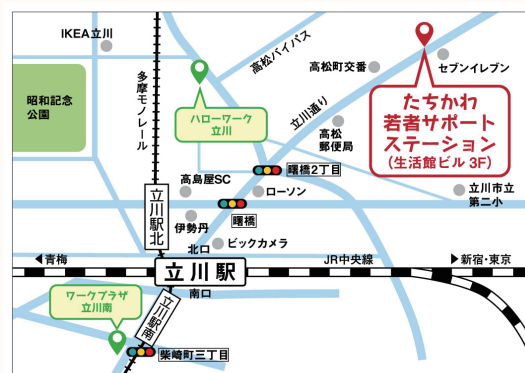 IKEA立川
多摩モノレール
高松バイパス
高松町交番
セブンイレブン
昭和記念
公園
ハローワーク
立川
立川通り
高松
郵便局
たちかわ
若者サポート
ステーション
(生活館ビル 3F)
曙橋2丁目
高島屋SC
ローソン
立川市立
第二小
立川駅北
伊勢丹
曙橋
北口
ビックカメラ
青梅
立川駅
JR中央線
新宿・東京
南口
ワークプラザ
立川南
立川駅南
柴崎町三丁目